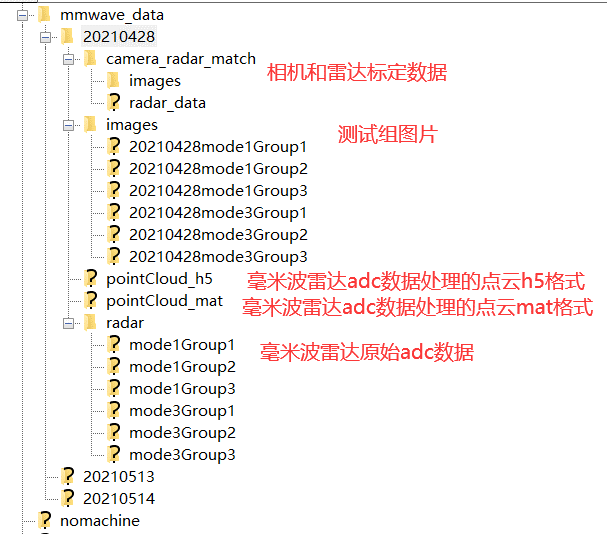 mmwave_data
20210428
camera_radar_match
相机和雷达标定数据
images
radar_data
images
测试组图片
20210428mode1Group1
20210428mode1Group2
20210428mode1Group3
20210428mode3Group1
20210428mode3Group2
20210428mode3Group3
pointCloud_h5 毫米波雷达adc数据处理的点云h5格式
pointCloud_mat 毫米波雷达adc数据处理的点云mat格式
radar
mode1Group1
毫米波雷达原始adc数据
mode1Group2
mode1Group3
mode3Group1
mode3Group2
mode3Group3
20210513
20210514
nomachine